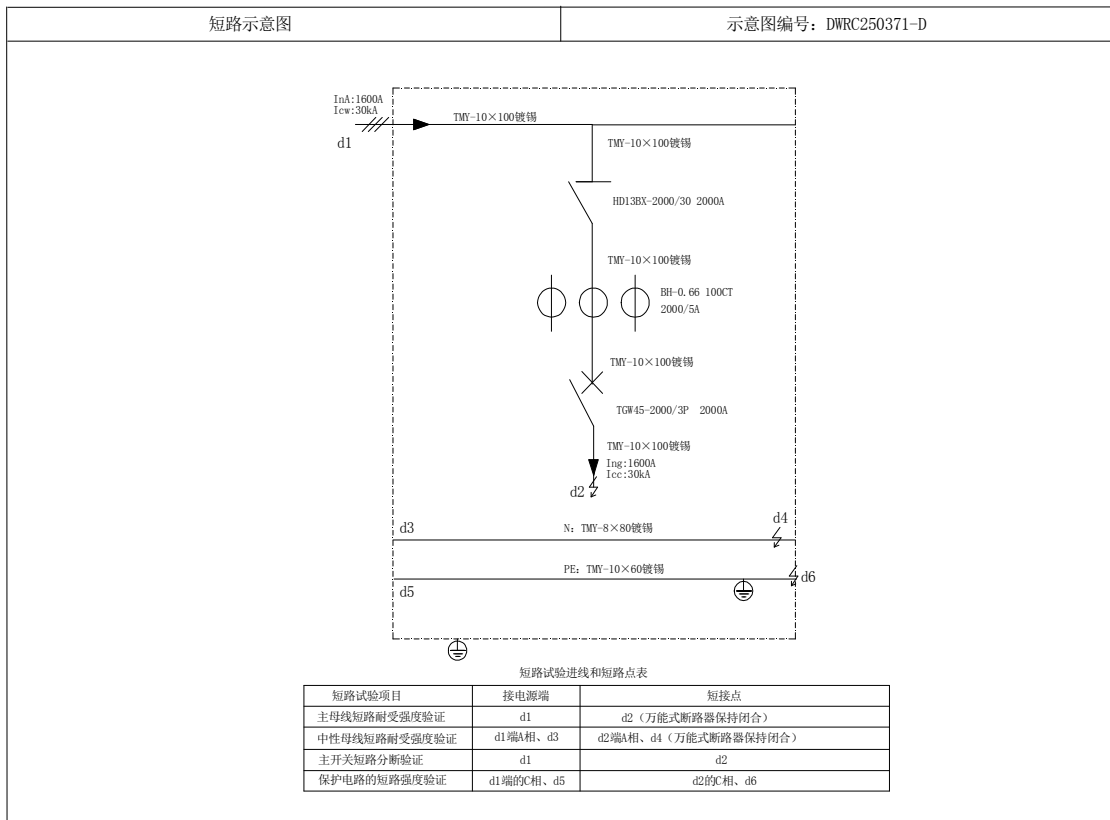 短路示意图
示意图编号：DWRC250371-D
InA:1600A
Icw:30kA
d1
TMY-10×100镀锡
TMY-10×100镀锡
HD13BX-2000/30 2000A
TMY-10×100镀锡
BH-0.66 100CT
2000/5A
TMY-10×100镀锡
TGW45-2000/3P 2000A
TMY-10×100镀锡
Ing:1600A
Icc:30kA
d2
d3
N: TMY-8×80镀锡
d4
PE: TMY-10×60镀锡
d5
d6
短路试验进线和短路点表
短路试验项目 接电源端 短接点
主母线短路耐受强度验证 d1 d2（万能式断路器保持闭合）
中性母线短路耐受强度验证 d1端A相、d3 d2端A相、d4（万能式断路器保持闭合）
主开关短路分断验证 d1 d2
保护电路的短路强度验证 d1端的C相、d5 d2的C相、d6